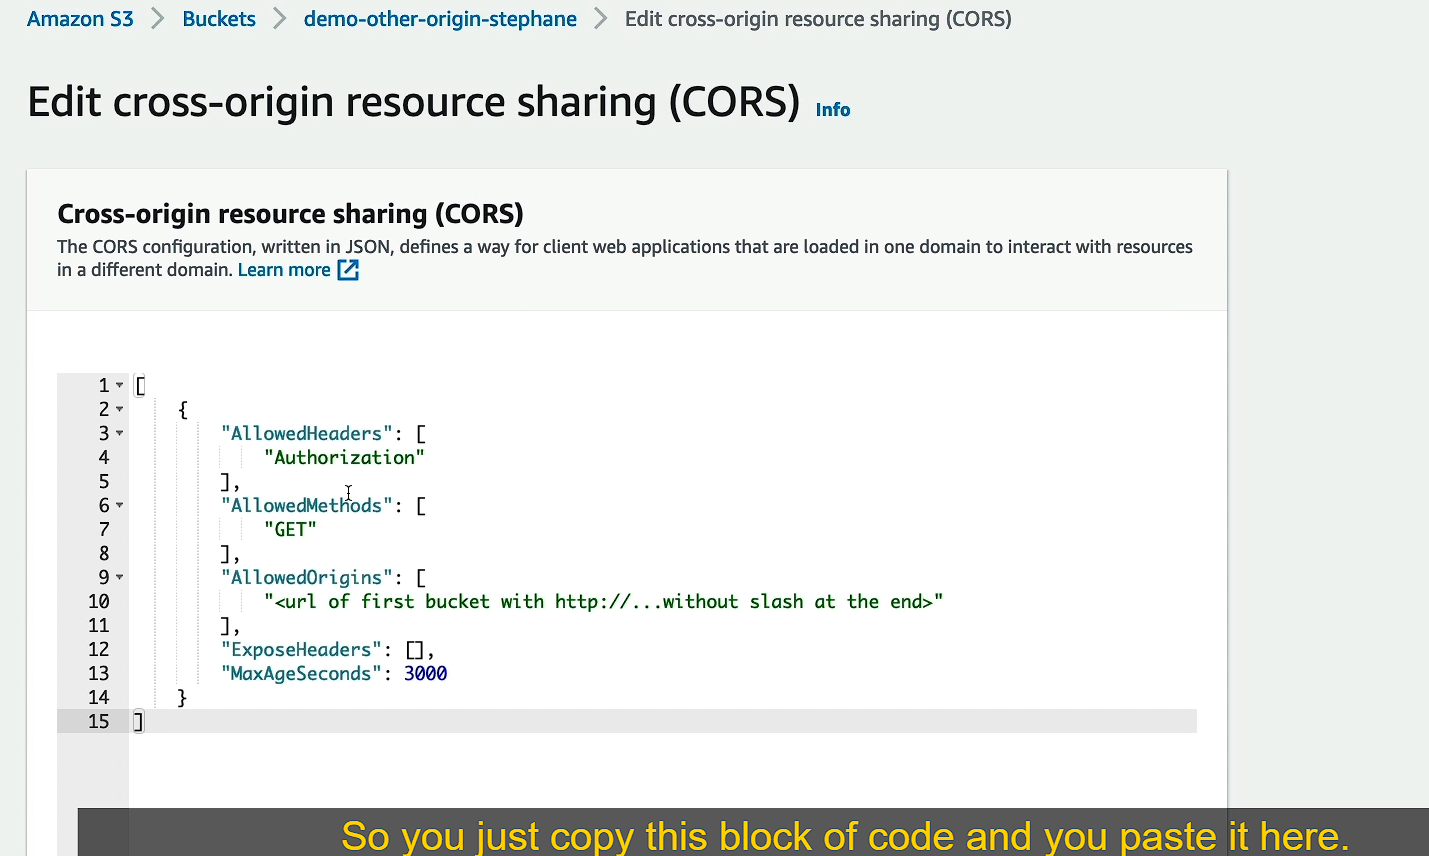 Amazon S3 > Buckets > demo-other-origin-stephane > Edit cross-origin resource sharing (CORS)
Edit cross-origin resource sharing (CORS) Info
Cross-origin resource sharing (CORS)
The CORS configuration, written in JSON, defines a way for client web applications that are loaded in one domain to interact with resources
in a different domain. Learn more
1 [
2 {
3 "AllowedHeaders": [
4 "Authorization"
5 ],
6 "AllowedMethods": [
7 "GET"
8 ],
9 "AllowedOrigins": [
10 "<url of first bucket with http://...without slash at the end>"
11 ],
12 "ExposeHeaders": [],
13 "MaxAgeSeconds": 3000
14 }
15 ]
So you just copy this block of code and you paste it here.